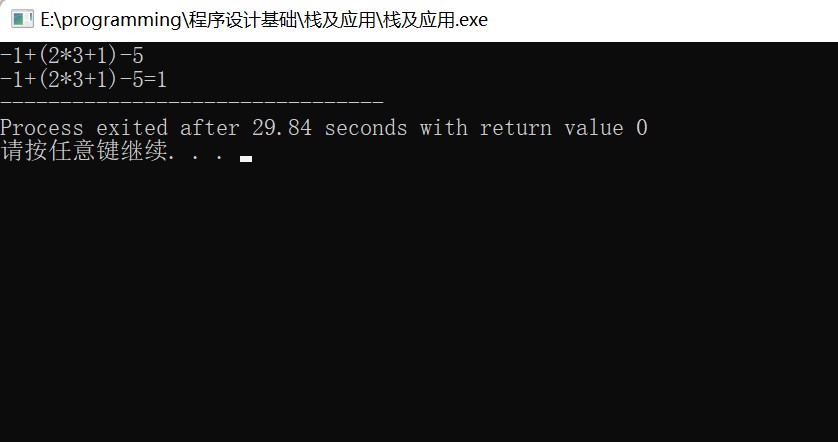 E:\programming\程序设计基础\栈及应用\栈及应用.exe
-1+(2*3+1)-5
-1+(2*3+1)-5=1
--------------------------------
Process exited after 29.84 seconds with return value 0
请按任意键继续. . .